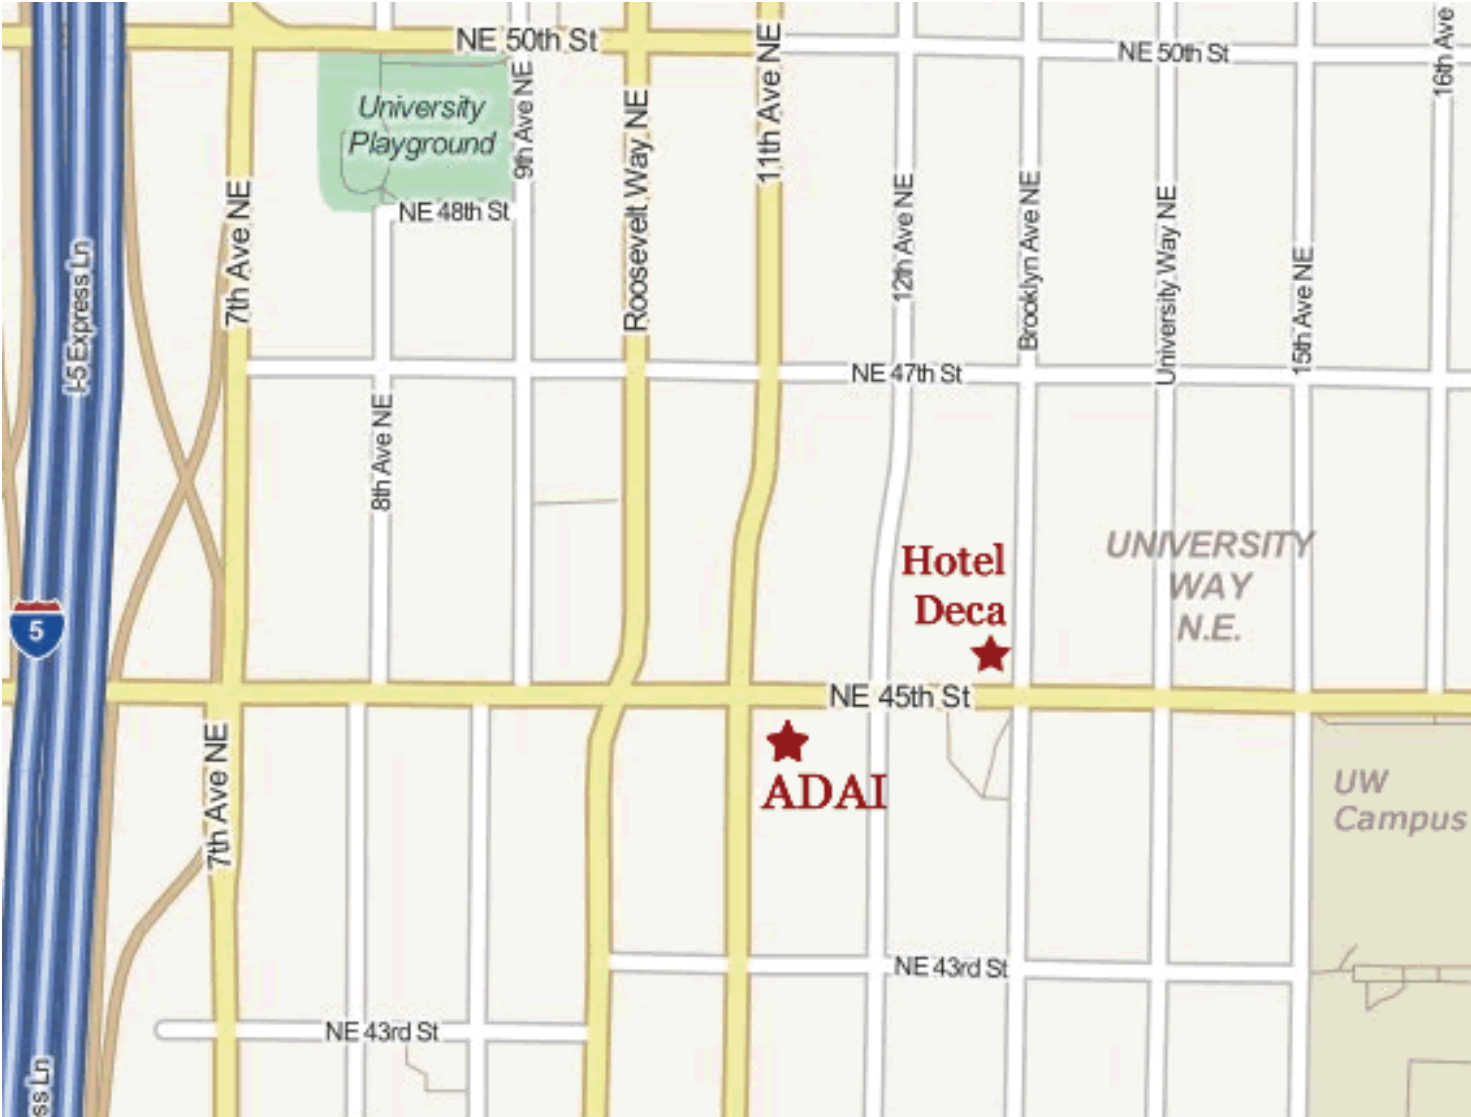 NE 50th St
NE 50th St
16th Ave
11th Ave NE
University
Playground
9th Ave NE
Roosevelt Way NE
7th Ave NE
NE 48th St
12th Ave NE
Brooklyn Ave NE
University Way NE
15th Ave NE
I-5 Express Ln
NE 47th St
8th Ave NE
Hotel
Deca
UNIVERSITY
WAY
N.E.
5
NE 45th St
7th Ave NE
ADAI
UW
Campus
NE 43rd St
NE 43rd St
ss Ln